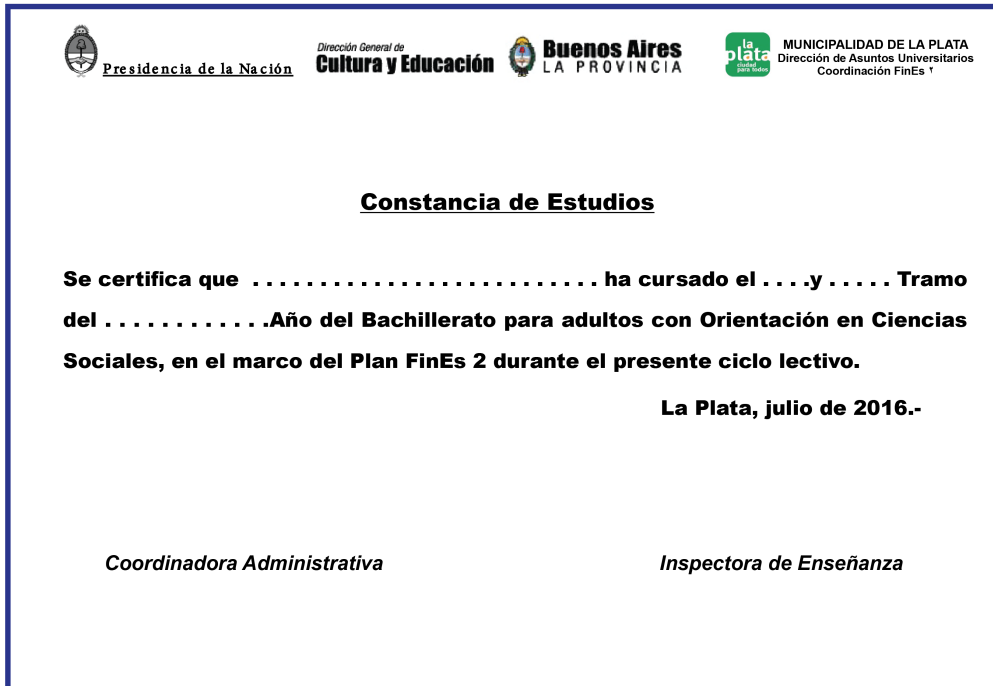 Presidencia de la Nación
Dirección General de
Cultura y Educación
Buenos Aires
LA PROVINCIA
la
plata
ciudad
para todos
MUNICIPALIDAD DE LA PLATA
Dirección de Asuntos Universitarios
Coordinación FinEs
Constancia de Estudios
Se certifica que . . . . . . . . . . . . . . . . . . . . . . . . . . ha cursado el . . . .y . . . . . Tramo
del . . . . . . . . . . . .Año del Bachillerato para adultos con Orientación en Ciencias
Sociales, en el marco del Plan FinEs 2 durante el presente ciclo lectivo.
La Plata, julio de 2016.-
Coordinadora Administrativa
Inspectora de Enseñanza